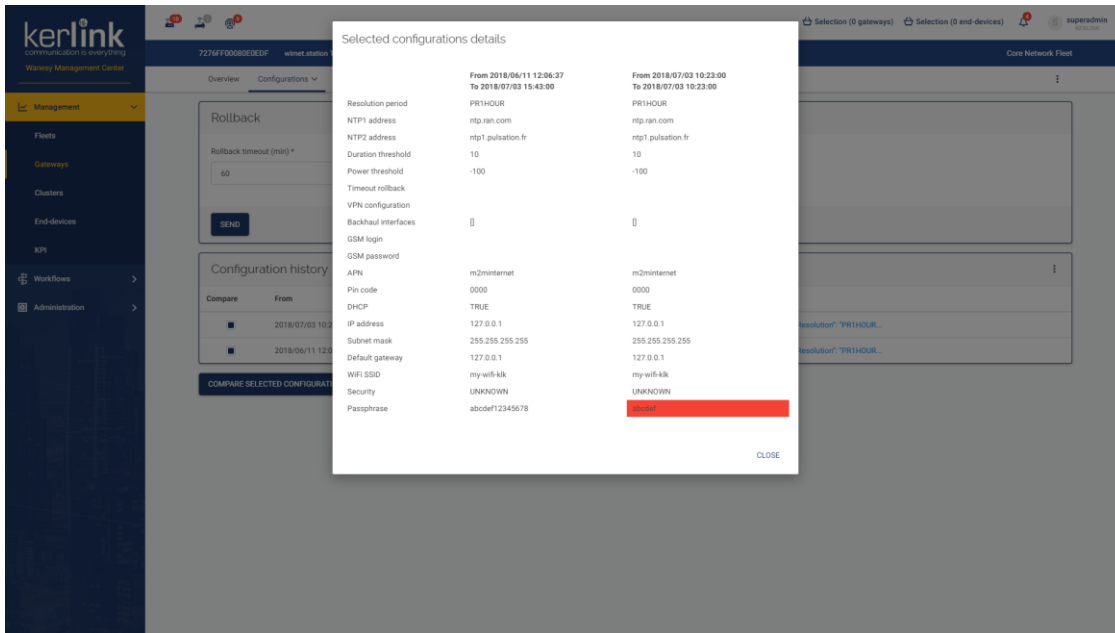 kerlink
communication is everything
Wanesy Management Center
Management
Fleets
Gateways
Clusters
End-devices
KPI
Workflows
Administration
Selection (0 gateways)
Selection (0 end-devices)
S
superadmin
KERLINK
7276FF00080E0EDF
wirnet.station
Core Network Fleet
Overview
Configurations
Rollback
Rollback timeout (min) *
60
SEND
Configuration history
Compare
From
2018/07/03 10:2
Resolution": "PR1HOUR...
2018/06/11 12:0
Resolution": "PR1HOUR...
COMPARE SELECTED CONFIGURATI
Selected configurations details
From 2018/06/11 12:06:37 From 2018/07/03 10:23:00
To 2018/07/03 15:43:00 To 2018/07/03 10:23:00
Resolution period PR1HOUR PR1HOUR
NTP1 address ntp.ran.com ntp.ran.com
NTP2 address ntp1.pulsation.fr ntp1.pulsation.fr
Duration threshold 10 10
Power threshold -100 -100
Timeout rollback
VPN configuration
Backhaul interfaces [] []
GSM login
GSM password
APN m2minternet m2minternet
Pin code 0000 0000
DHCP TRUE TRUE
IP address 127.0.0.1 127.0.0.1
Subnet mask 255.255.255.255 255.255.255.255
Default gateway 127.0.0.1 127.0.0.1
WiFi SSID my-wifi-klk my-wifi-klk
Security UNKNOWN UNKNOWN
Passphrase abcdef12345678 abcdef
CLOSE